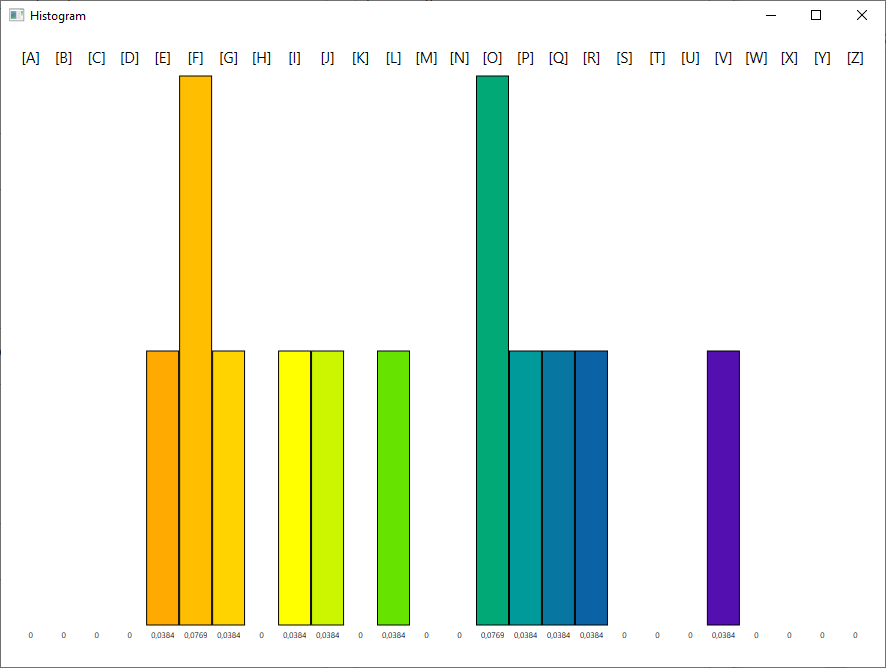 Histogram
[A] [B] [C] [D] [E] [F] [G] [H] [I] [J] [K] [L] [M] [N] [O] [P] [Q] [R] [S] [T] [U] [V] [W] [X] [Y] [Z]
0 0 0 0 0,0384 0,0769 0,0384 0 0,0384 0,0384 0 0,0384 0 0 0,0769 0,0384 0,0384 0,0384 0 0 0 0,0384 0 0 0 0